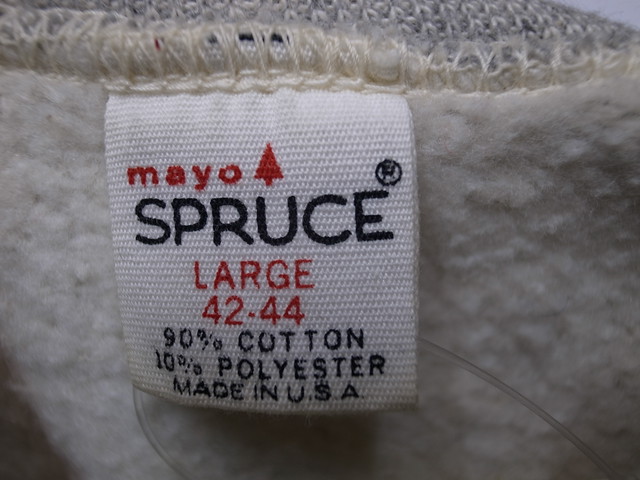 mayo
SPRUCE®
LARGE
42-44
90% COTTON
10% POLYESTER
MADE IN U S A